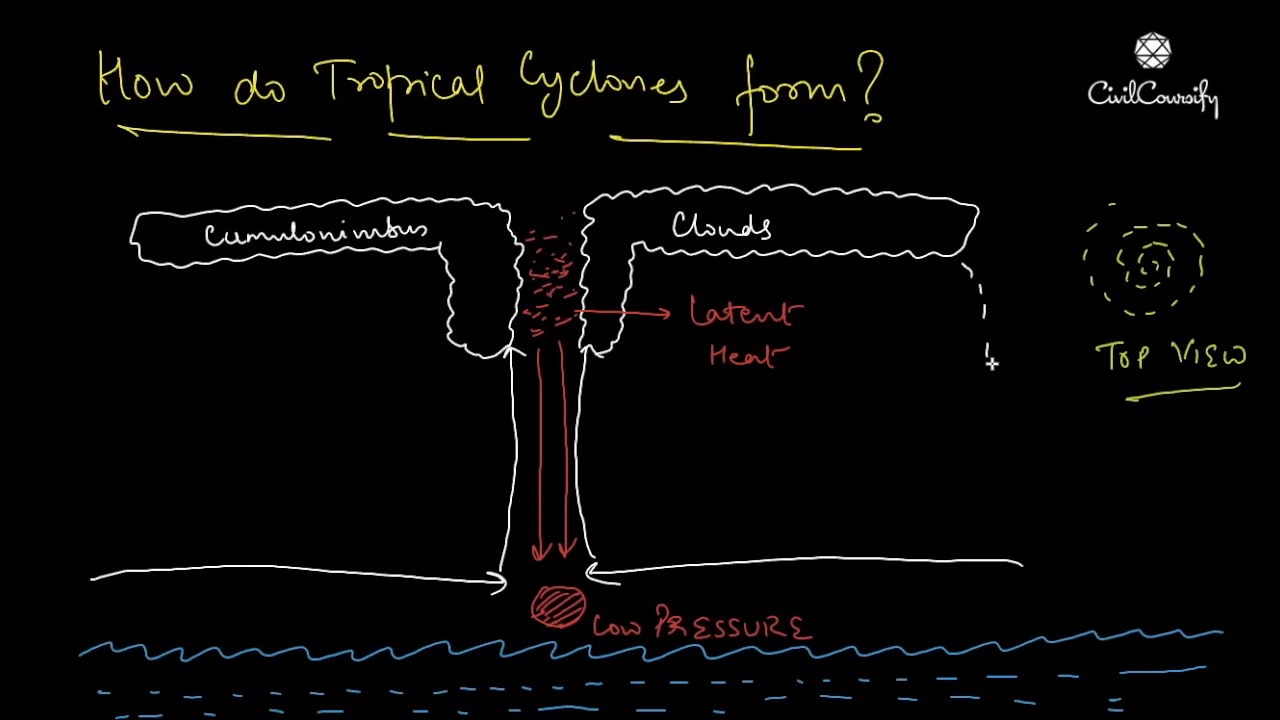 How do Tropical Cyclones form?
CivilCoursify
Cumulonimbus Clouds
Latent
Heat
TOP VIEW
LOW PRESSURE